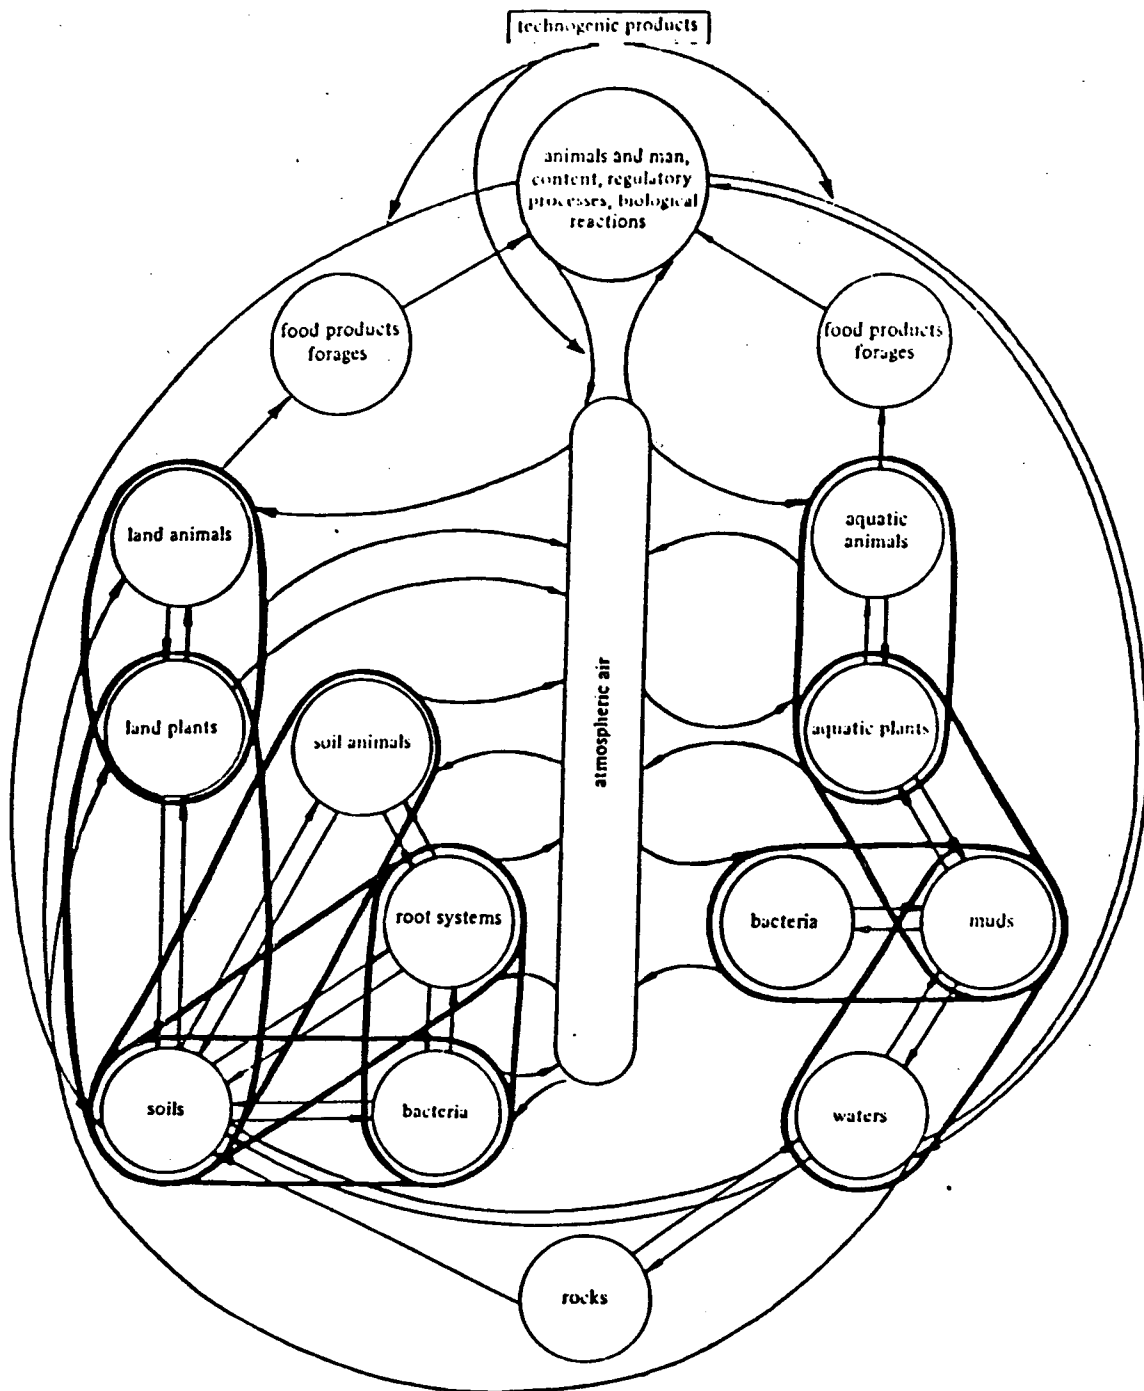 technogenic products
animals and man,
content, regulatory
processes, biological
reactions
food products
forages
food products
forages
land animals
aquatic
animals
land plants
soil animals
atmospheric air
aquatic plants
root systems
bacteria
muds
soils
bacteria
waters
rocks